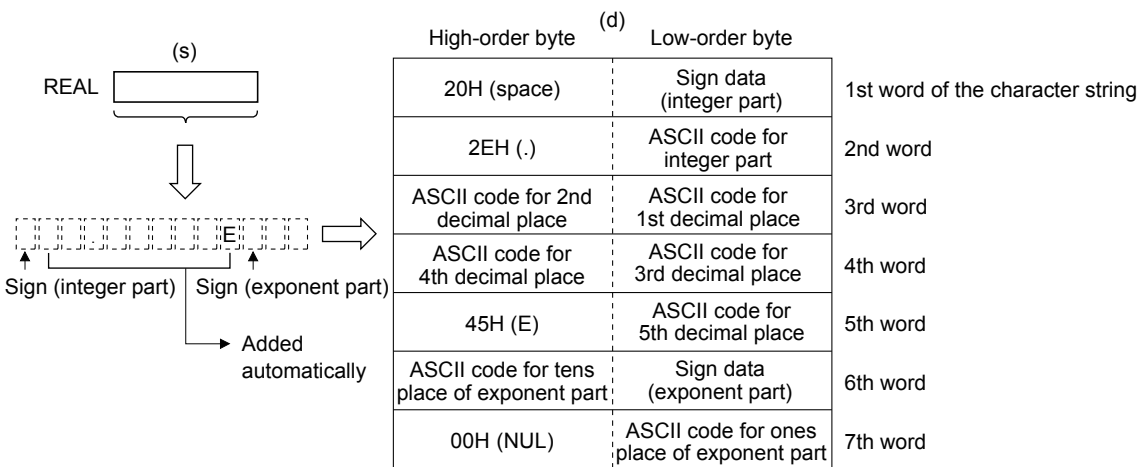 (d)
High-order byte
Low-order byte
(s)
REAL
20H (space)
Sign data
(integer part)
1st word of the character string
2EH (.)
ASCII code for
integer part
2nd word
ASCII code for 2nd
decimal place
ASCII code for
1st decimal place
3rd word
. E
Sign (integer part)
Sign (exponent part)
Added
automatically
ASCII code for
4th decimal place
ASCII code for
3rd decimal place
4th word
45H (E)
ASCII code for
5th decimal place
5th word
ASCII code for tens
place of exponent part
Sign data
(exponent part)
6th word
00H (NUL)
ASCII code for ones
place of exponent part
7th word